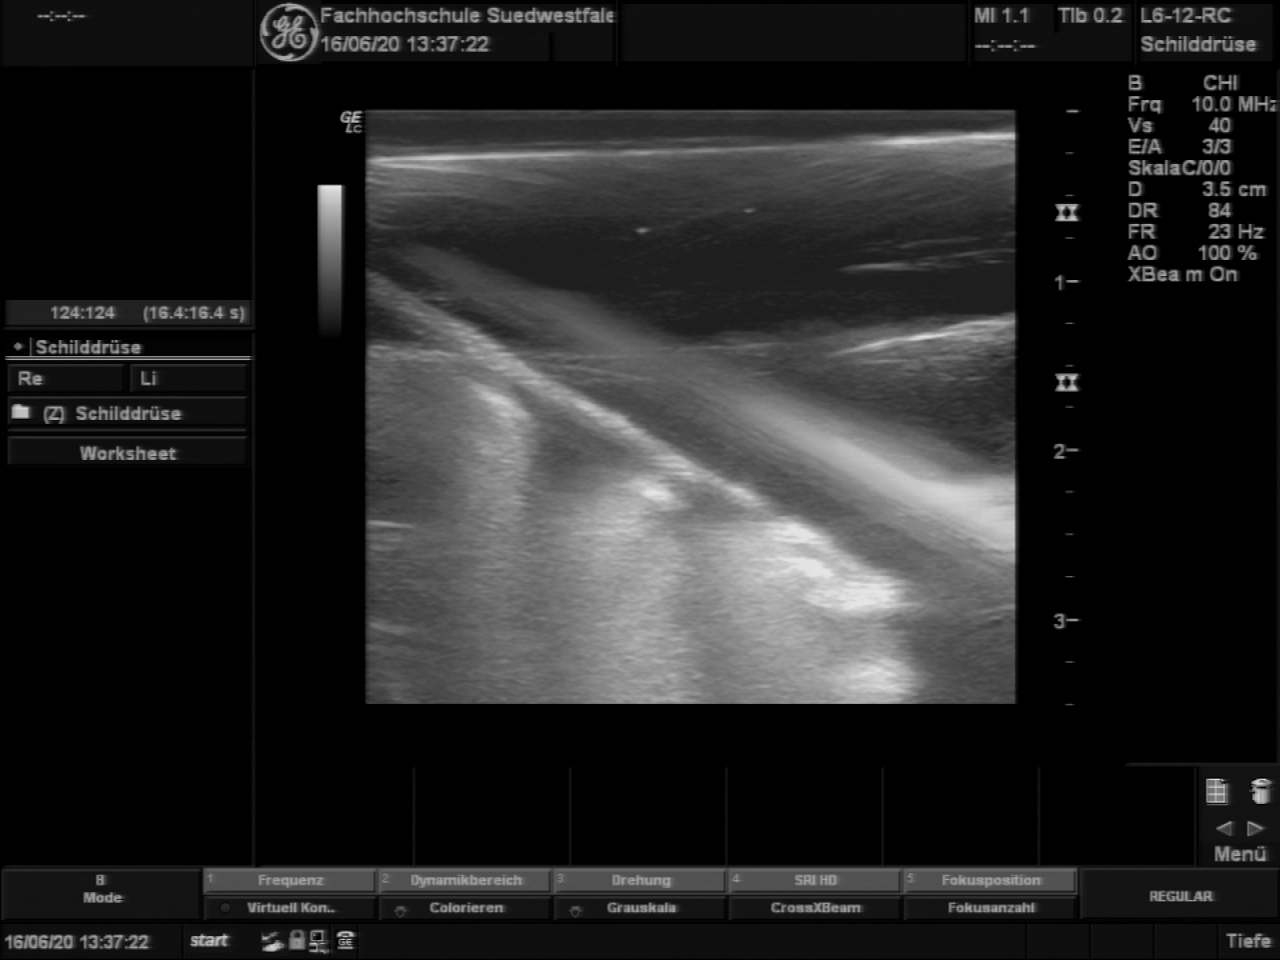 --:--:--
Fachhochschule Suedwestfale
16/06/20 13:37:22
MI 1.1
TIb 0.2
--:--:--
L6-12-RC
Schilddrüse
B CHI
Frq 10.0 MHz
Vs 40
E/A 3/3
SkalaC/0/0
D 3.5 cm
DR 84
FR 23 Hz
AO 100 %
XBea m On
GE
LC
1
2
3
124:124 (16.4:16.4 s)
Schilddrüse
Re Li
(Z) Schilddrüse
Worksheet
Menü
B
Mode
1 Frequenz
2 Dynamikbereich
3 Drehung
4 SRI HD
5 Fokusposition
Virtuell Kon..
Colorieren
Grauskala
CrossXBeam
Fokusanzahl
REGULAR
16/06/20 13:37:22
start
GE
Tiefe